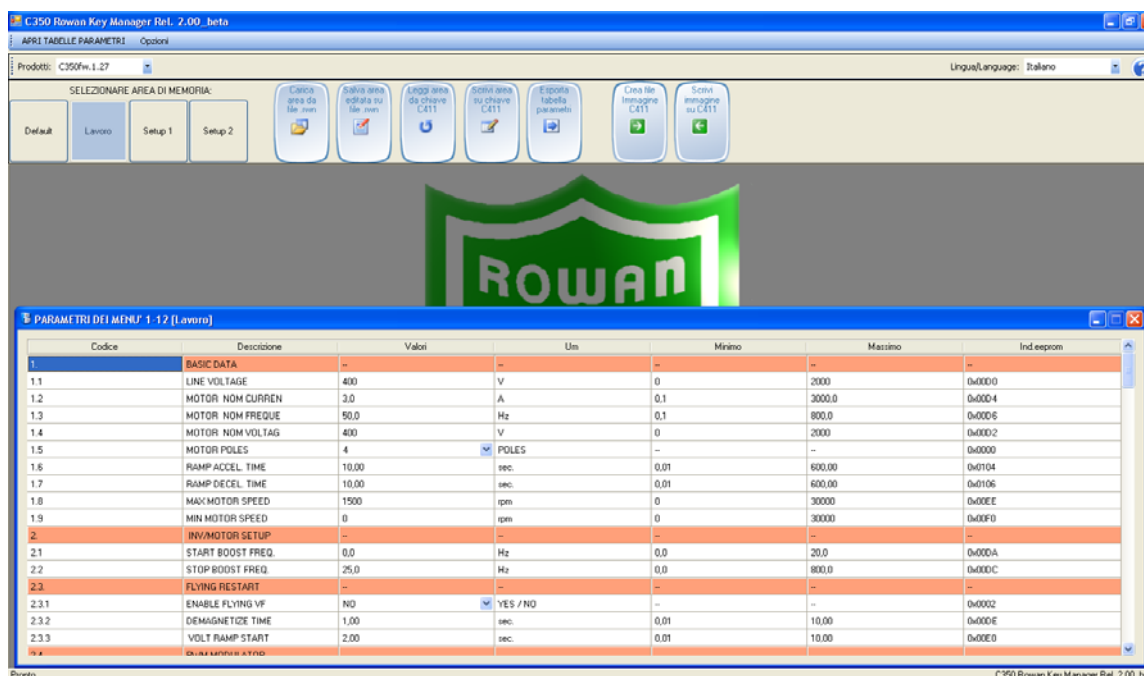 C350 Rowan Key Manager Rel. 2.00_beta
APRI TABELLE PARAMETRI Opzioni
Prodotti: C350fw.1.27 Lingua/Language: Italiano
SELEZIONARE AREA DI MEMORIA:
Default Lavoro Setup 1 Setup 2
Carica area da file .rwn
Salva area editata su file .rwn
Leggi area da chiave C411
Scrivi area su chiave C411
Esporta tabella parametri
Crea file Immagine C411
Scrivi immagine su C411
ROWAN
PARAMETRI DEI MENU' 1-12 [Lavoro]
Codice Descrizione Valori Um Minimo Massimo Ind.eeprom
1. BASIC DATA -- -- -- -- --
1.1 LINE VOLTAGE 400 V 0 2000 0x00D0
1.2 MOTOR NOM CURREN 3,0 A 0,1 3000,0 0x00D4
1.3 MOTOR NOM FREQUE 50,0 Hz 0,1 800,0 0x00D6
1.4 MOTOR NOM VOLTAG 400 V 0 2000 0x00D2
1.5 MOTOR POLES 4 POLES -- -- 0x0000
1.6 RAMP ACCEL. TIME 10,00 sec. 0,01 600,00 0x0104
1.7 RAMP DECEL. TIME 10,00 sec. 0,01 600,00 0x0106
1.8 MAX MOTOR SPEED 1500 rpm 0 30000 0x00EE
1.9 MIN MOTOR SPEED 0 rpm 0 30000 0x00F0
2. INV/MOTOR SETUP -- -- -- -- --
2.1 START BOOST FREQ. 0,0 Hz 0,0 20,0 0x00DA
2.2 STOP BOOST FREQ. 25,0 Hz 0,0 800,0 0x00DC
2.3. FLYING RESTART -- -- -- -- --
2.3.1 ENABLE FLYING VF NO YES / NO -- -- 0x0002
2.3.2 DEMAGNETIZE TIME 1,00 sec. 0,01 10,00 0x00DE
2.3.3 VOLT RAMP START 2,00 sec. 0,01 10,00 0x00E0
2.4. PWM MODULATOR
Pronto C350 Rowan Key Manager Rel. 2.00_b